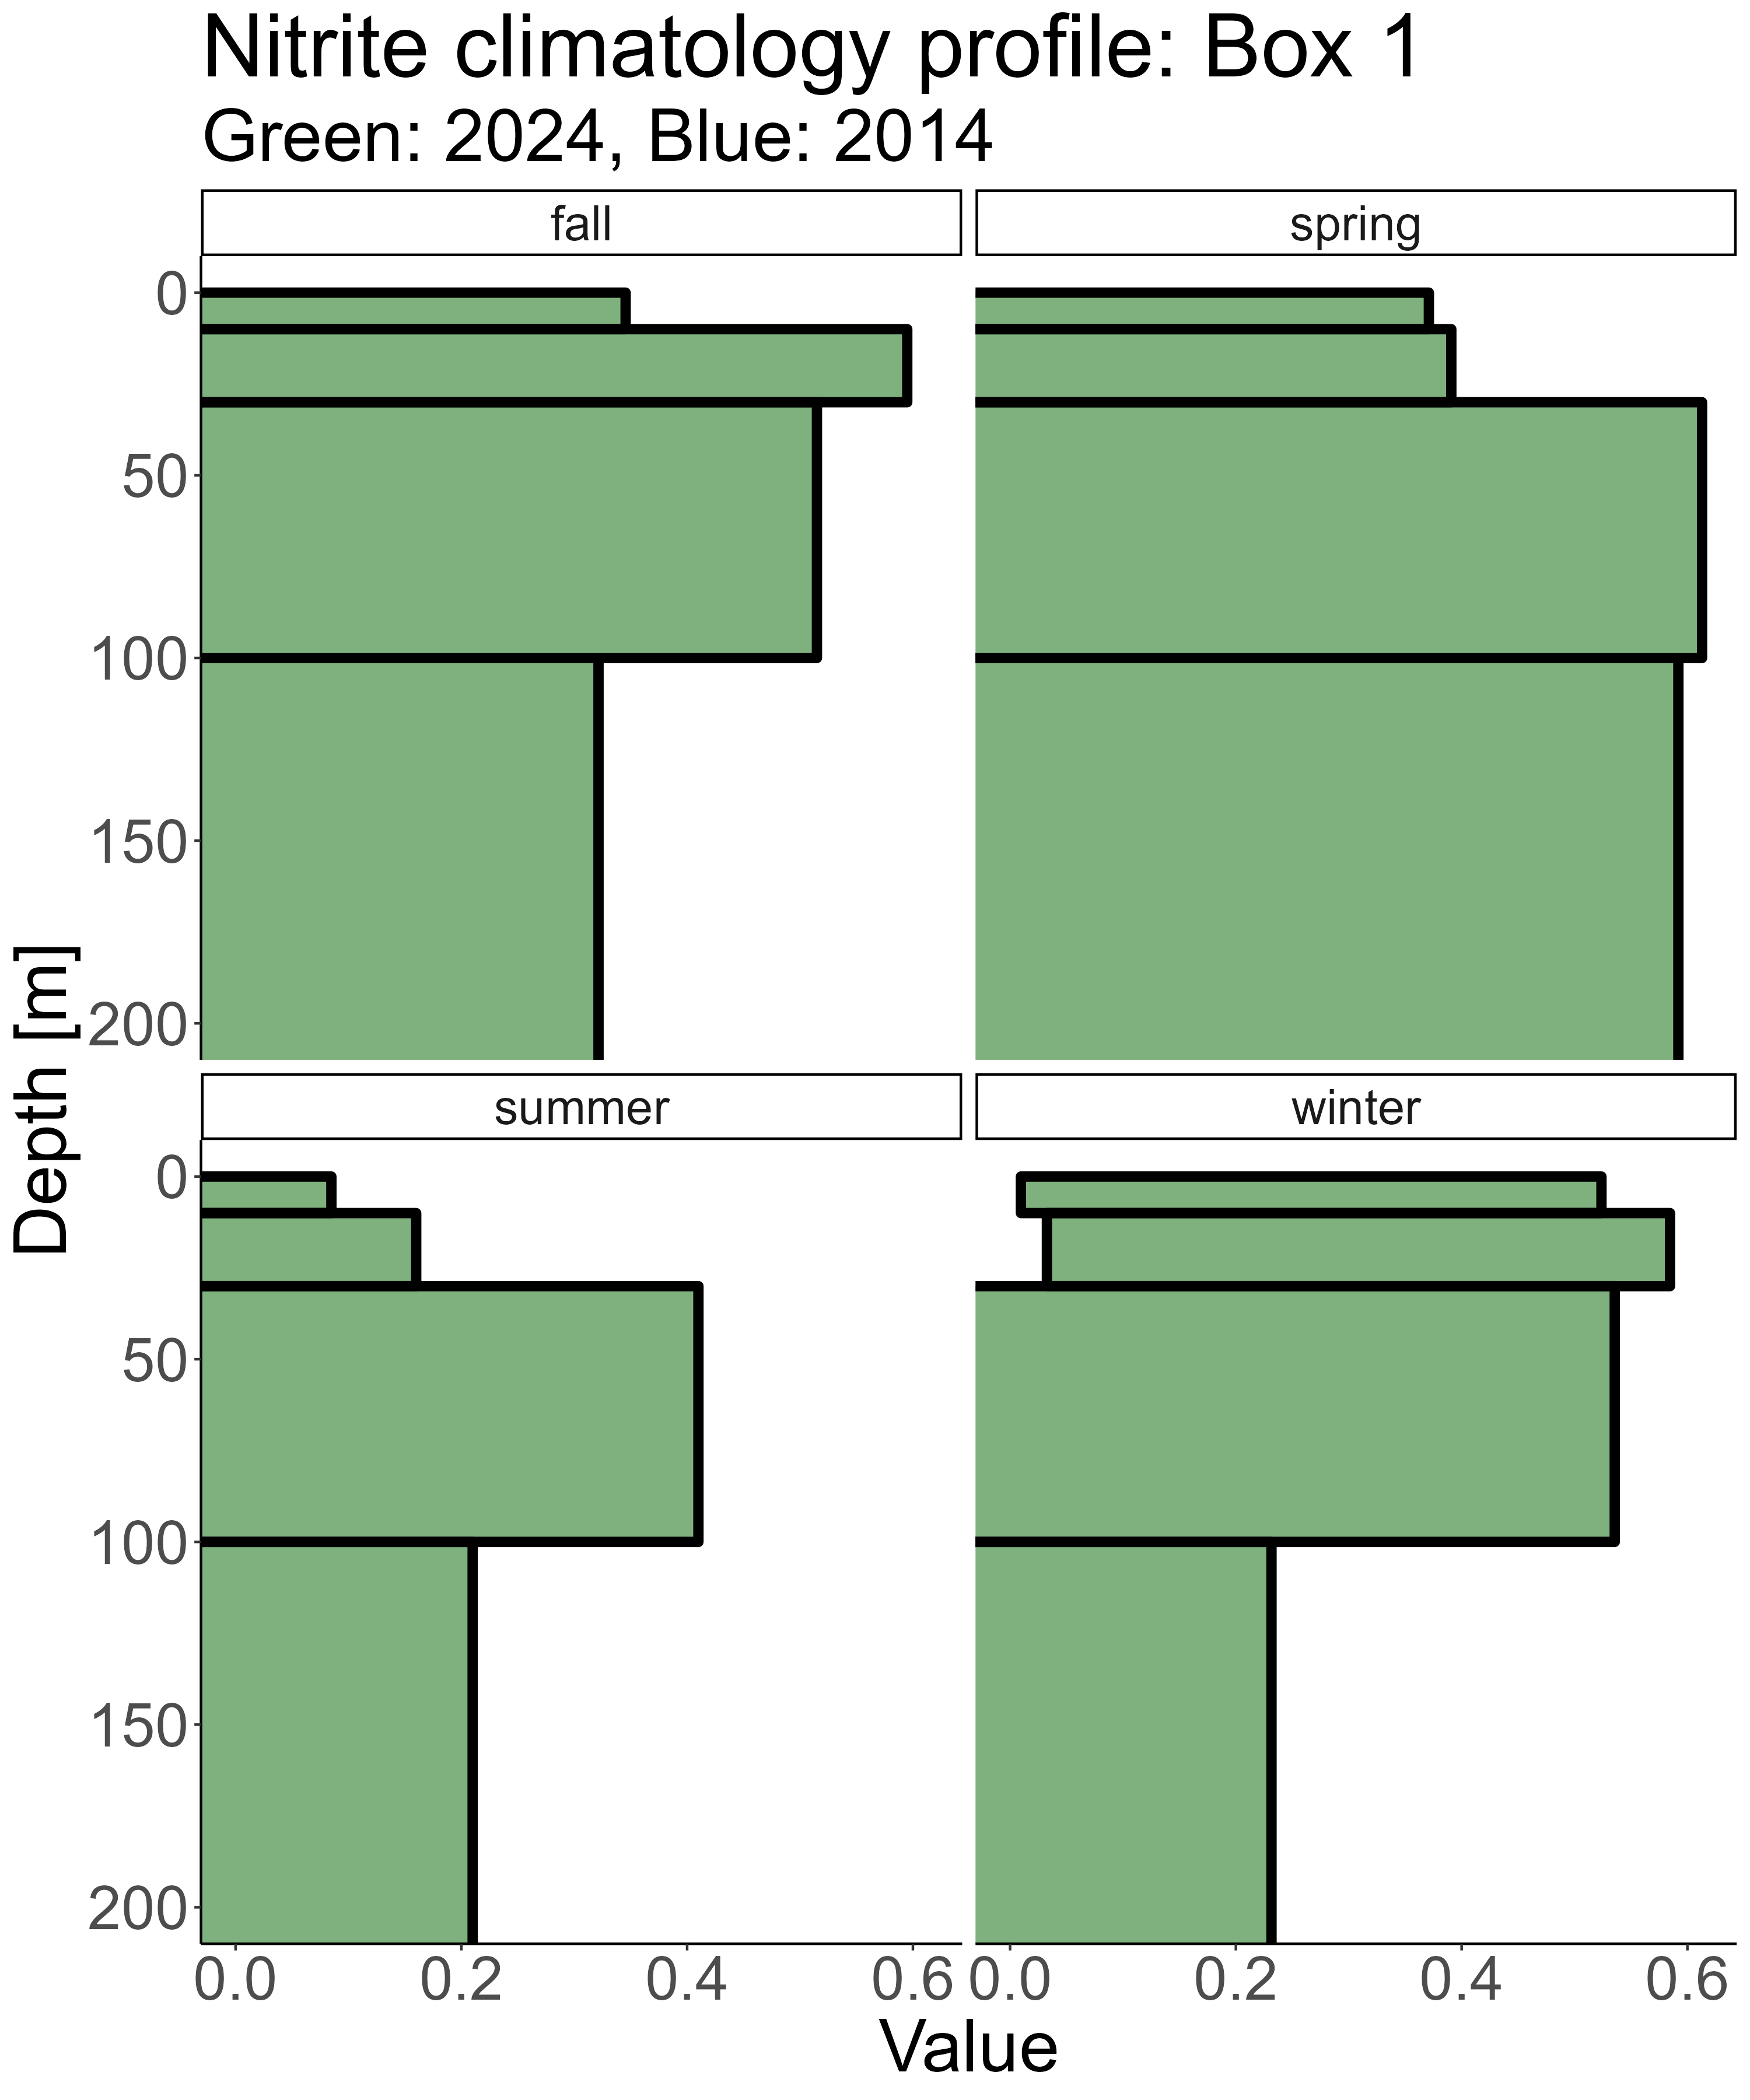 Nitrite climatology profile: Box 1
Green: 2024, Blue: 2014
fall
spring
0
50
100
150
200
Depth [m]
summer
winter
0
50
100
150
200
0.0 0.2 0.4 0.6 0.0 0.2 0.4 0.6
Value